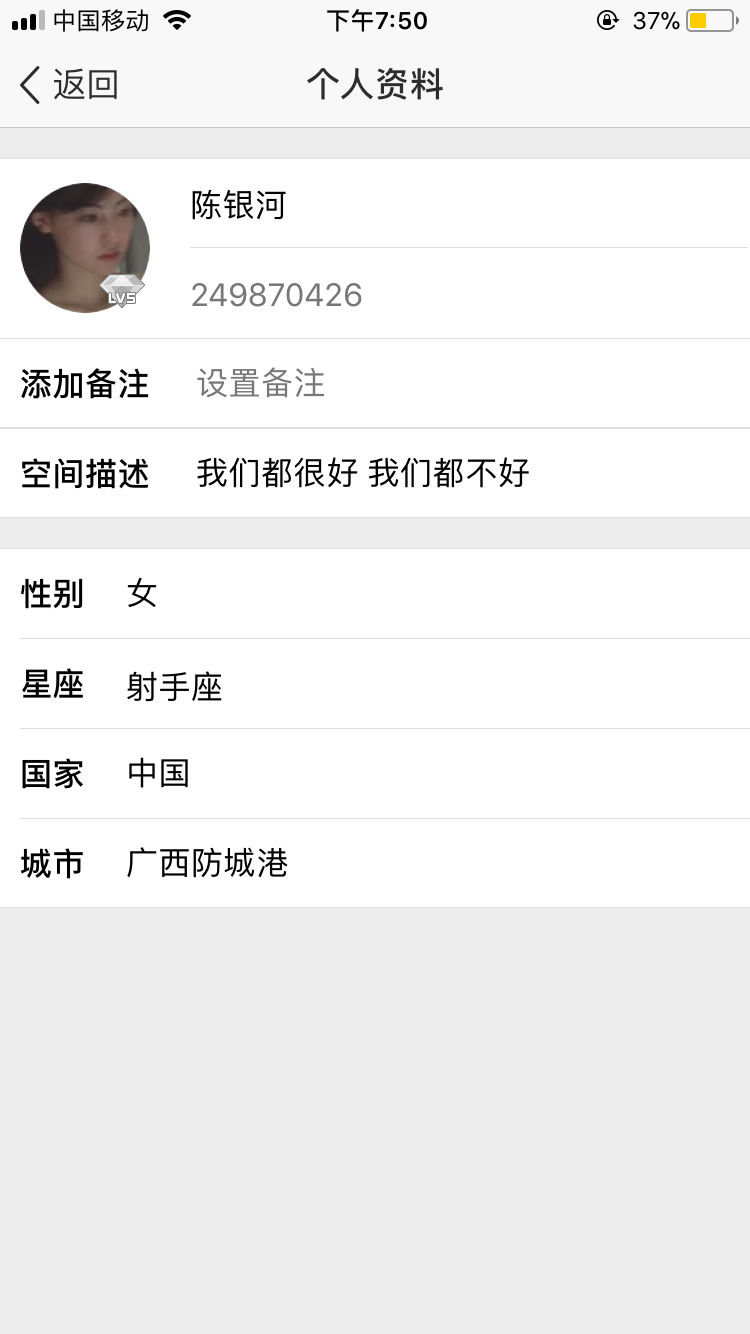 中国移动 下午7:50 37%
返回 个人资料
陈银河
LV5
249870426
添加备注 设置备注
空间描述 我们都很好 我们都不好
性别 女
星座 射手座
国家 中国
城市 广西防城港